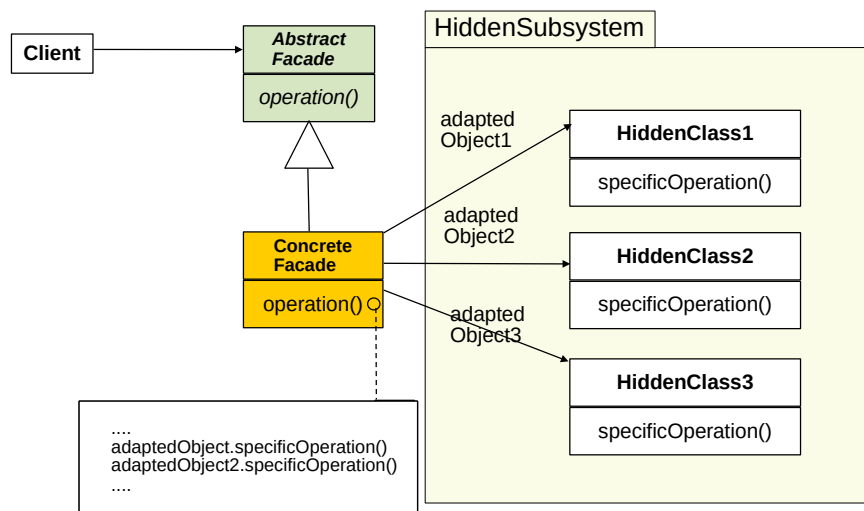 Client
Abstract
Facade
operation()
HiddenSubsystem
adapted
Object1
HiddenClass1
specificOperation()
adapted
Object2
Concrete
Facade
operation()
HiddenClass2
specificOperation()
adapted
Object3
HiddenClass3
specificOperation()
....
adaptedObject.specificOperation()
adaptedObject2.specificOperation()
....